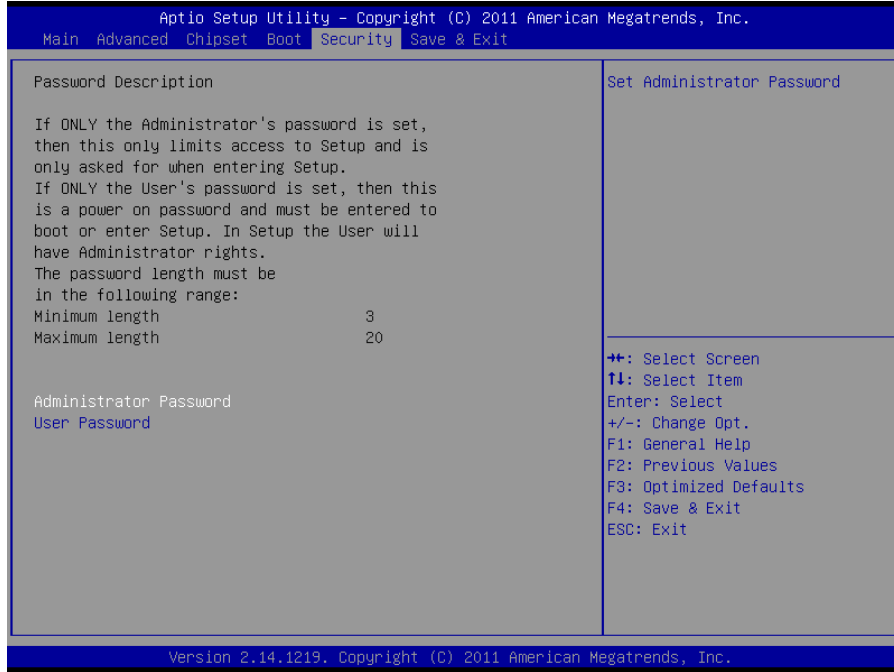 Aptio Setup Utility – Copyright (C) 2011 American Megatrends, Inc.
Main Advanced Chipset Boot Security Save & Exit
Password Description
If ONLY the Administrator's password is set,
then this only limits access to Setup and is
only asked for when entering Setup.
If ONLY the User's password is set, then this
is a power on password and must be entered to
boot or enter Setup. In Setup the User will
have Administrator rights.
The password length must be
in the following range:
Minimum length 3
Maximum length 20
Administrator Password
User Password
Set Administrator Password
→←: Select Screen
↑↓: Select Item
Enter: Select
+/-: Change Opt.
F1: General Help
F2: Previous Values
F3: Optimized Defaults
F4: Save & Exit
ESC: Exit
Version 2.14.1219. Copyright (C) 2011 American Megatrends, Inc.